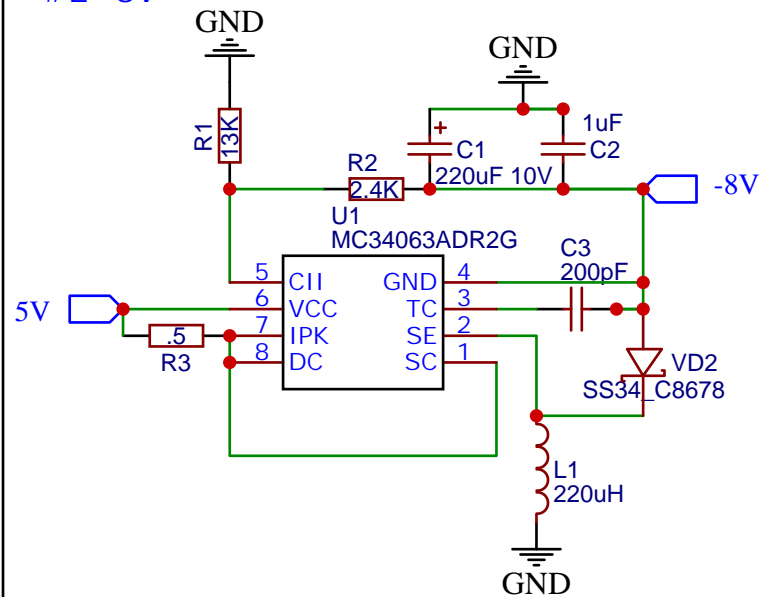 GND
GND
R1
13K
1uF
C1
C2
R2
2.4K
220uF 10V
-8V
U1
MC34063ADR2G
C3
200pF
5 CII GND 4
5V
6 VCC TC 3
7 IPK SE 2
8 DC SC 1
.5
R3
VD2
SS34_C8678
L1
220uH
GND